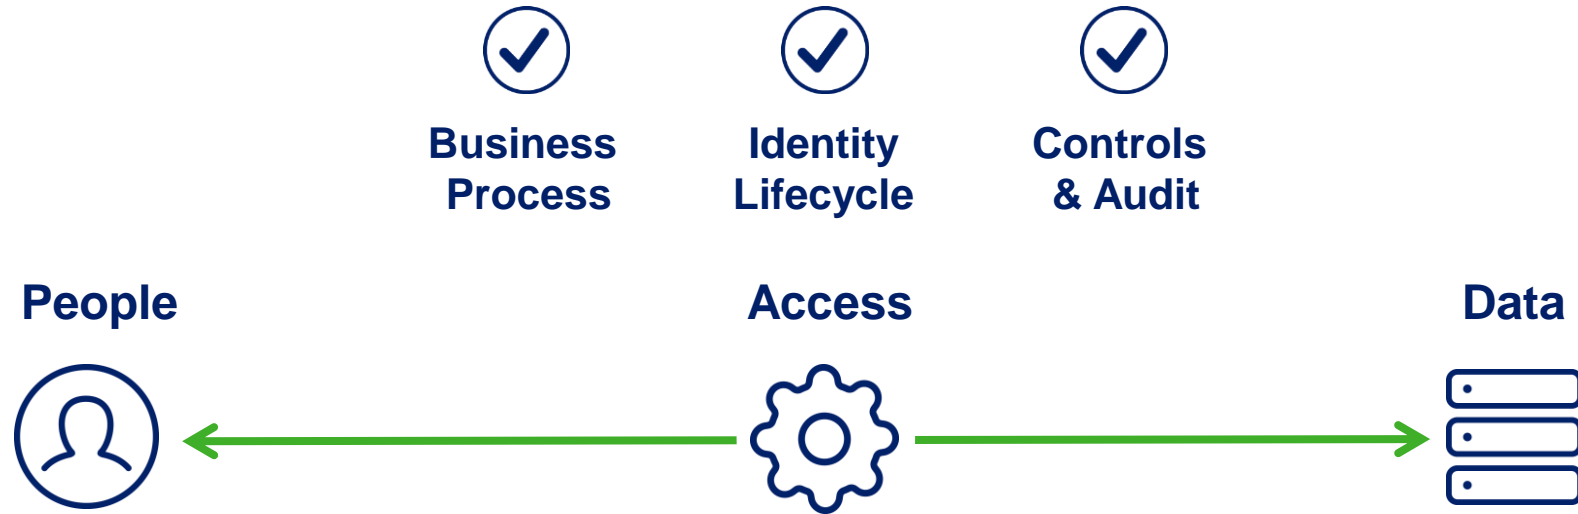 Business
Process
Identity
Lifecycle
Controls
& Audit
People
Access
Data